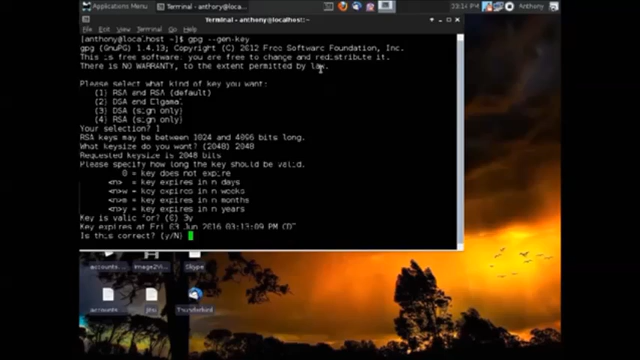 Applications Menu
Terminal - anthony@localhost:~
23:14
Anthony
Terminal - anthony@localhost:~
File Edit View Terminal Go Help
[anthony@localhost ~]$ gpg --gen-key
gpg (GnuPG) 1.4.13; Copyright (C) 2012 Free Software Foundation, Inc.
This is free software: you are free to change and redistribute it.
There is NO WARRANTY, to the extent permitted by law.
Please select what kind of key you want:
(1) RSA and RSA (default)
(2) DSA and Elgamal
(3) DSA (sign only)
(4) RSA (sign only)
Your selection? 1
RSA keys may be between 1024 and 4096 bits long.
What keysize do you want? (2048) 2048
Requested keysize is 2048 bits
Please specify how long the key should be valid.
0 = key does not expire
<n> = key expires in n days
<n>w = key expires in n weeks
<n>m = key expires in n months
<n>y = key expires in n years
Key is valid for? (0) 3y
Key expires at Fri 03 Jun 2016 03:13:09 PM CDT
Is this correct? (y/N)
accounts...
image2V...
Skype
accounts
jitsi
Thunderbird